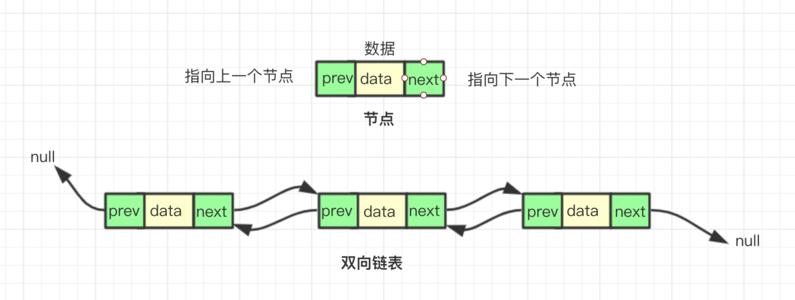 数据
指向上一个节点
prev data next
指向下一个节点
节点
null
prev data next
prev data next
prev data next
null
双向链表